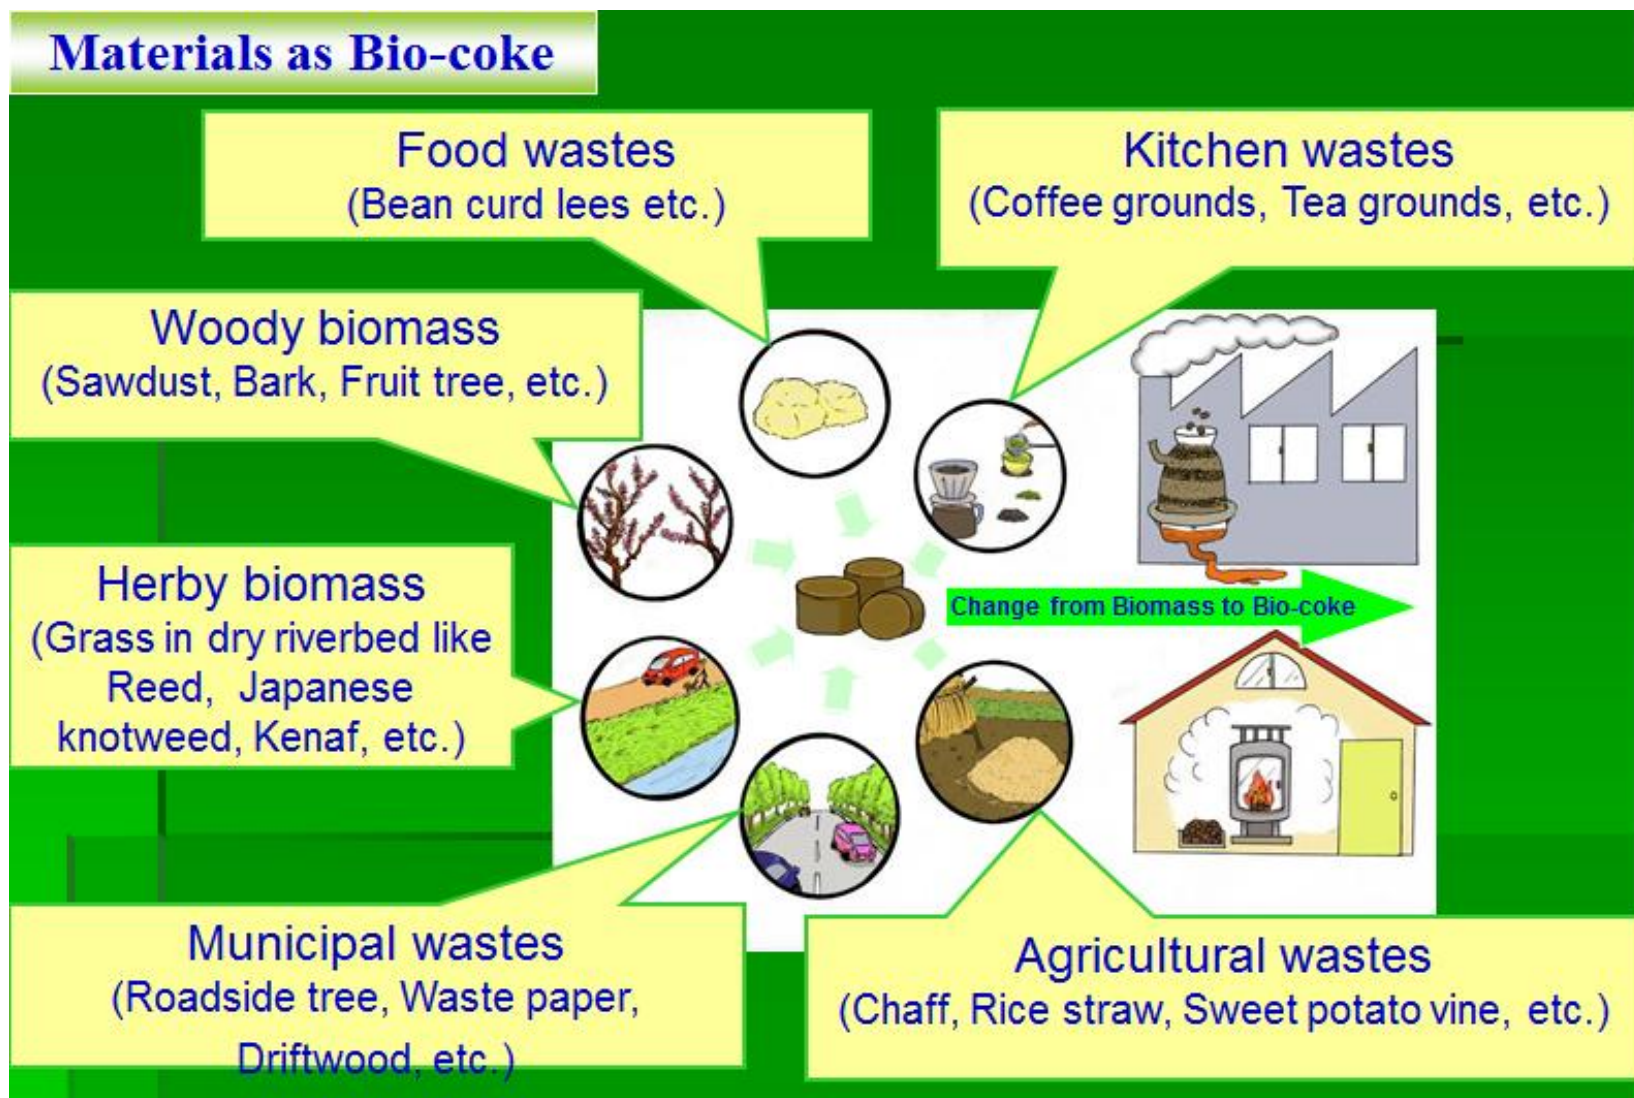 Materials as Bio-coke
Food wastes
(Bean curd lees etc.)
Kitchen wastes
(Coffee grounds, Tea grounds, etc.)
Woody biomass
(Sawdust, Bark, Fruit tree, etc.)
Herby biomass
(Grass in dry riverbed like
Reed, Japanese
knotweed, Kenaf, etc.)
Change from Biomass to Bio-coke
Municipal wastes
(Roadside tree, Waste paper,
Driftwood, etc.)
Agricultural wastes
(Chaff, Rice straw, Sweet potato vine, etc.)